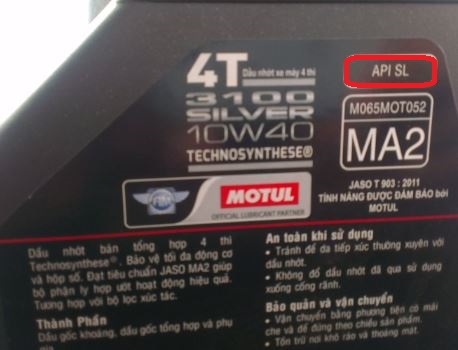 4T Dầu nhớt xe máy 4 thì
3100
SILVER
10W40
TECHNOSYNTHESE®
API SL
M065MOT052
MA2
JASO T 903 : 2011
TÍNH NĂNG ĐƯỢC ĐẢM BẢO bởi
MOTUL
FIM
MOTUL
OFFICIAL LUBRICANT PARTNER
Dầu nhớt bán tổng hợp 4 thì
Technosynthese®. Bảo vệ tối đa động cơ
và hộp số. Đạt tiêu chuẩn JASO MA2 giúp
bộ phận ly hợp ướt hoạt động hiệu quả.
Tương hợp với bộ lọc xúc tác.
Thành Phần
Dầu gốc khoáng, dầu gốc tổng hợp và phụ
gia.
An toàn khi sử dụng
• Tránh để da tiếp xúc thường xuyên với
dầu nhớt.
• Không đổ dầu nhớt đã qua sử dụng
xuống cống rãnh.
Bảo quản và vận chuyển
• Vận chuyển bằng phương tiện có mái
che và để đúng theo chiều sản phẩm.
• Tồn trữ nơi khô ráo và thoáng mát.